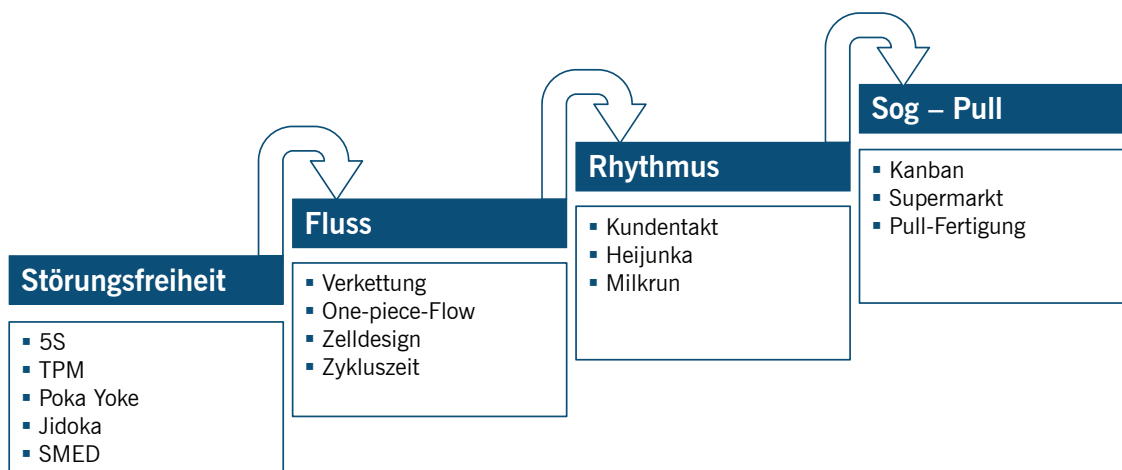 Störungsfreiheit
▪ 5S
▪ TPM
▪ Poka Yoke
▪ Jidoka
▪ SMED
Fluss
▪ Verkettung
▪ One-piece-Flow
▪ Zelldesign
▪ Zykluszeit
Rhythmus
▪ Kundentakt
▪ Heijunka
▪ Milkrun
Sog – Pull
▪ Kanban
▪ Supermarkt
▪ Pull-Fertigung